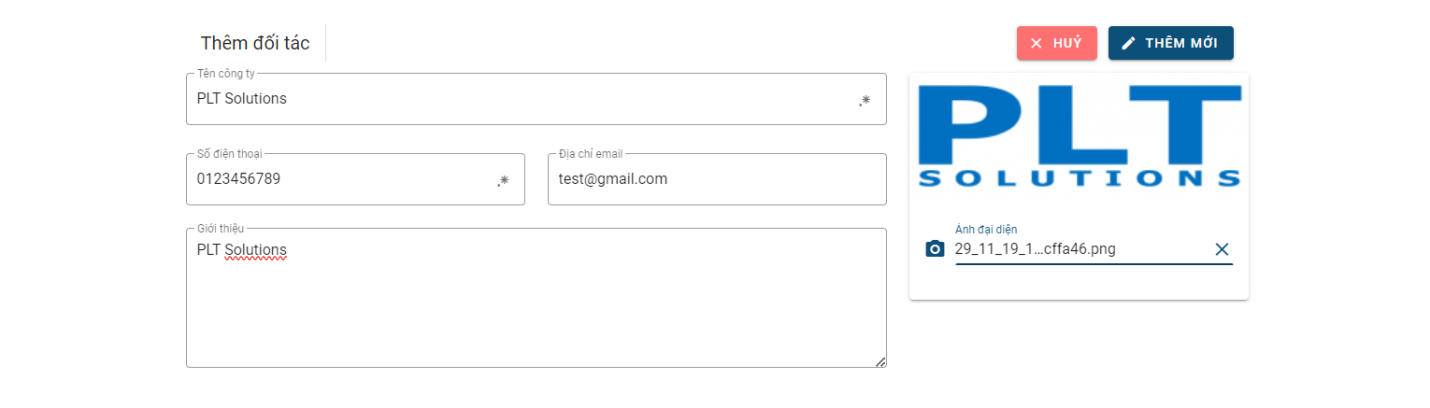 Thêm đối tác
HUỶ
THÊM MỚI
Tên công ty
PLT Solutions
.*
Số điện thoại
0123456789
.*
Địa chỉ email
test@gmail.com
Giới thiệu
PLT Solutions
PLT
SOLUTIONS
Ảnh đại diện
29_11_19_1...cffa46.png